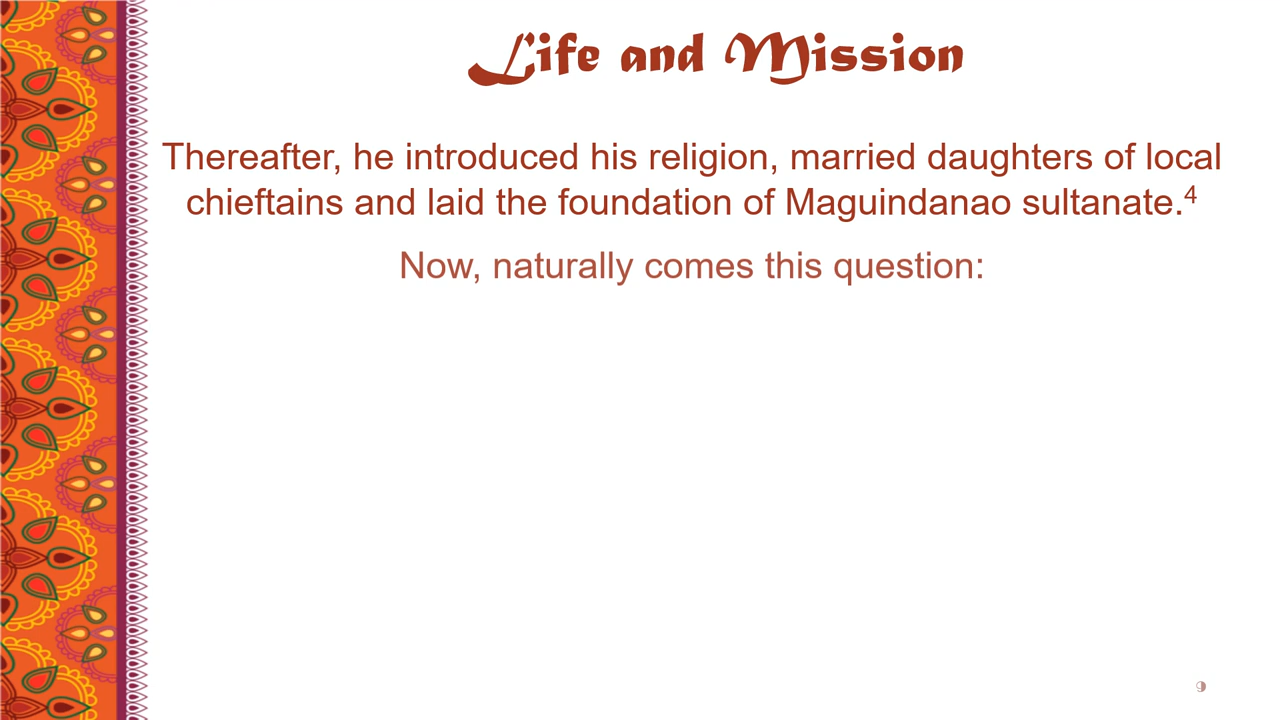 Life and Mission
Thereafter, he introduced his religion, married daughters of local
chieftains and laid the foundation of Maguindanao sultanate.⁴
Now, naturally comes this question:
9